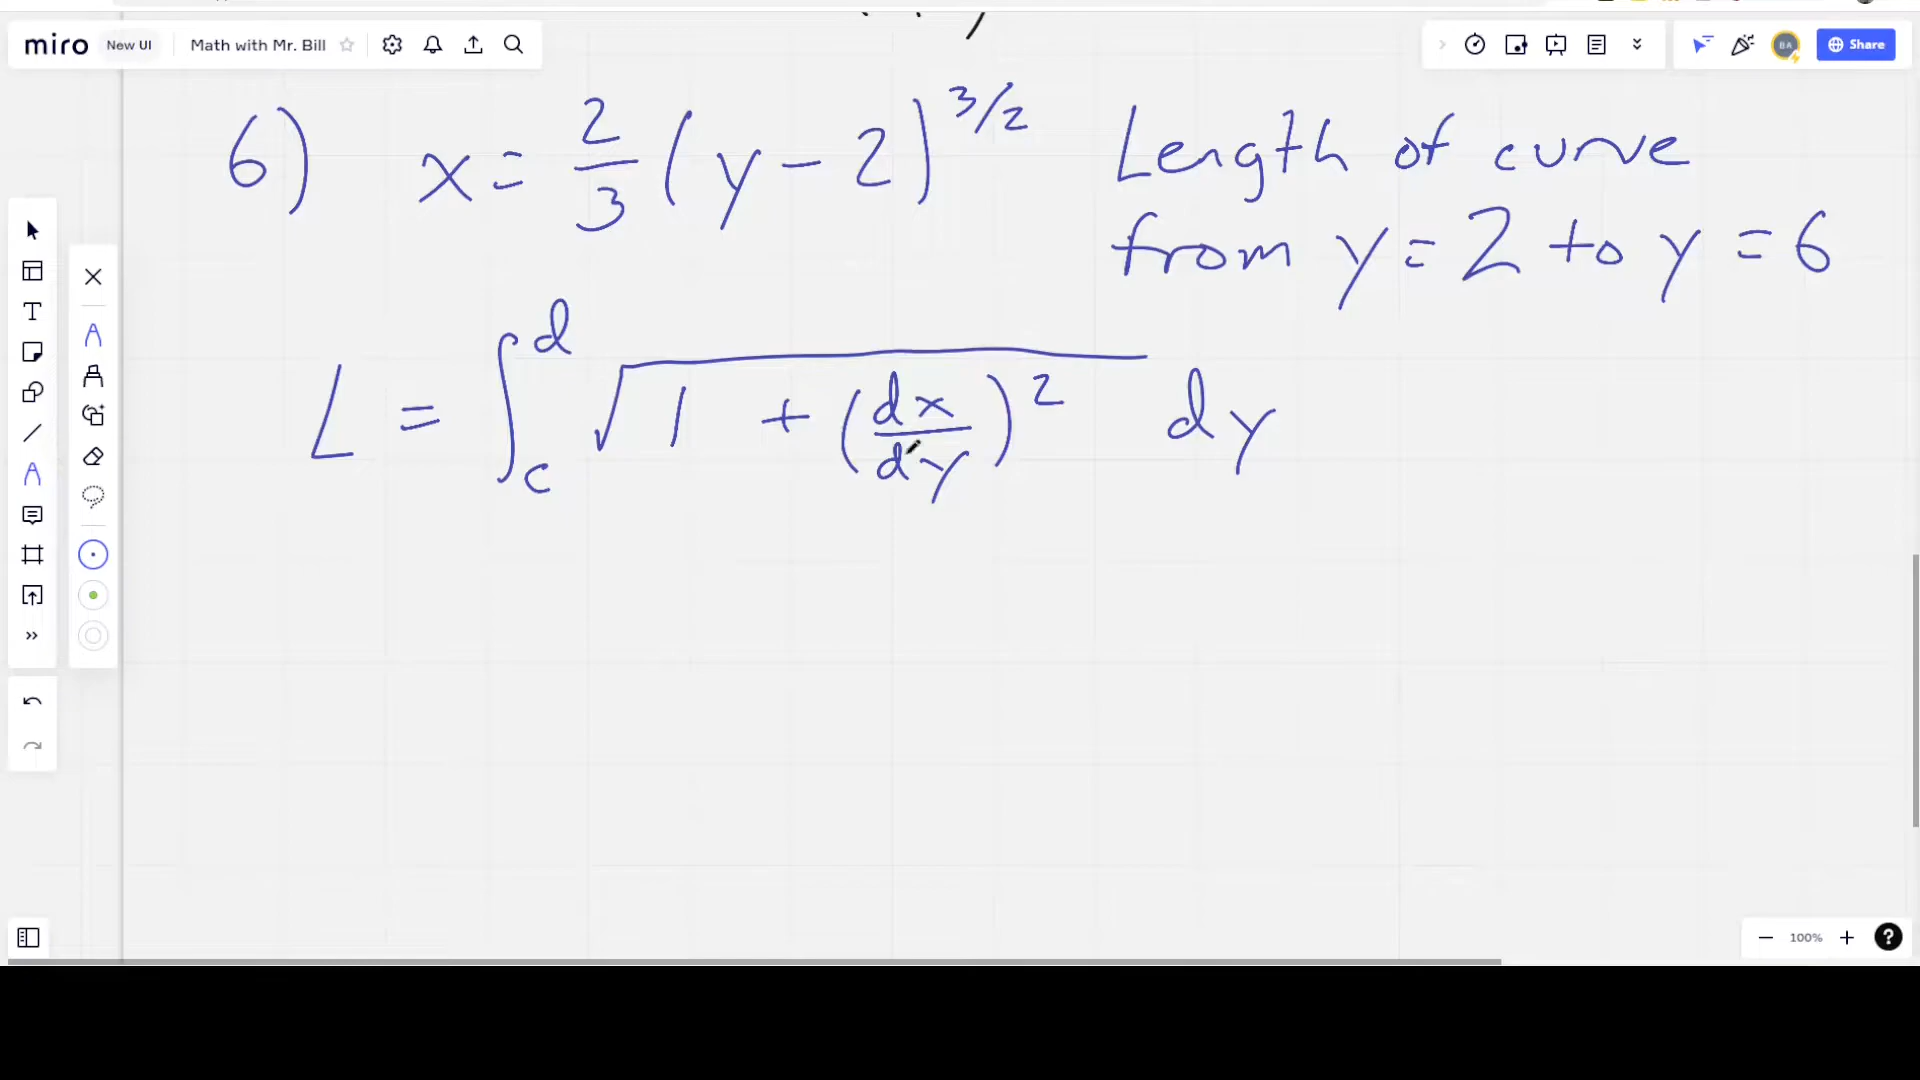 miro New UI Math with Mr. Bill
BA Share
6) x = 2/3 (y - 2)^3/2 Length of curve
from y = 2 to y = 6
L = ∫_c^d √(1 + (dx/dy)^2) dy
100% ?